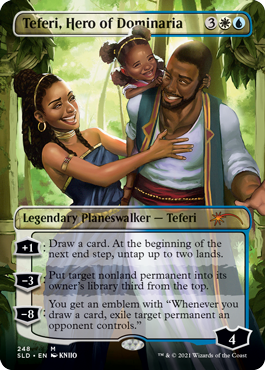 Teferi, Hero of Dominaria 3
Legendary Planeswalker — Teferi
+1 : Draw a card. At the beginning of the
next end step, untap up to two lands.
−3 : Put target nonland permanent into its
owner's library third from the top.
−8 : You get an emblem with "Whenever you
draw a card, exile target permanent an
opponent controls."
4
248 M
SLD • EN KNIIO
™ & © 2021 Wizards of the Coast